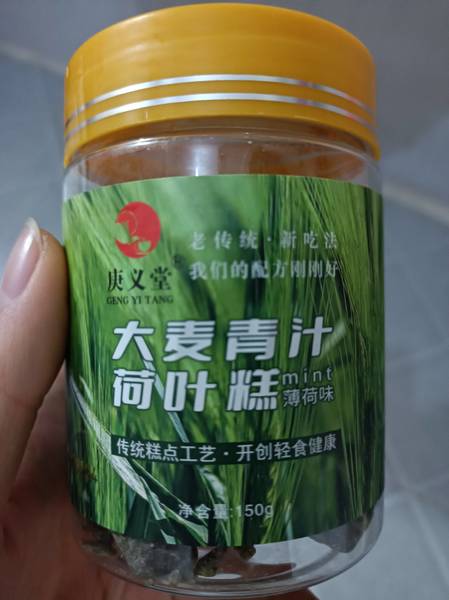 老传统·新吃法
我们的配方刚刚好
庚义堂
GENG YI TANG
大麦青汁
荷叶糕
mint
薄荷味
传统糕点工艺·开创轻食健康
净含量:150g